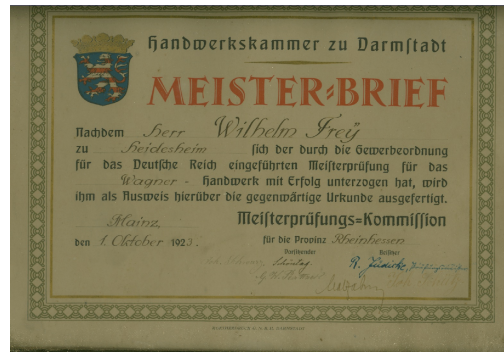 Handwerkskammer zu Darmſtadt
MEISTER=BRIEF
Nachdem Herr Wilhelm Freÿ
zu Heidesheim ſich der durch die Gewerbeordnung
für das Deutſche Reich eingeführten Meiſterprüfung für das
Wagner - Handwerk mit Erfolg unterzogen hat, wird
ihm als Ausweis hierüber die gegenwärtige Urkunde ausgefertigt.
Mainz Meiſterprüfungs=Kommiſſion
den 1. Oktober 1923. für die Provinz Rheinheſſen
Vorſitzender Beiſitzer